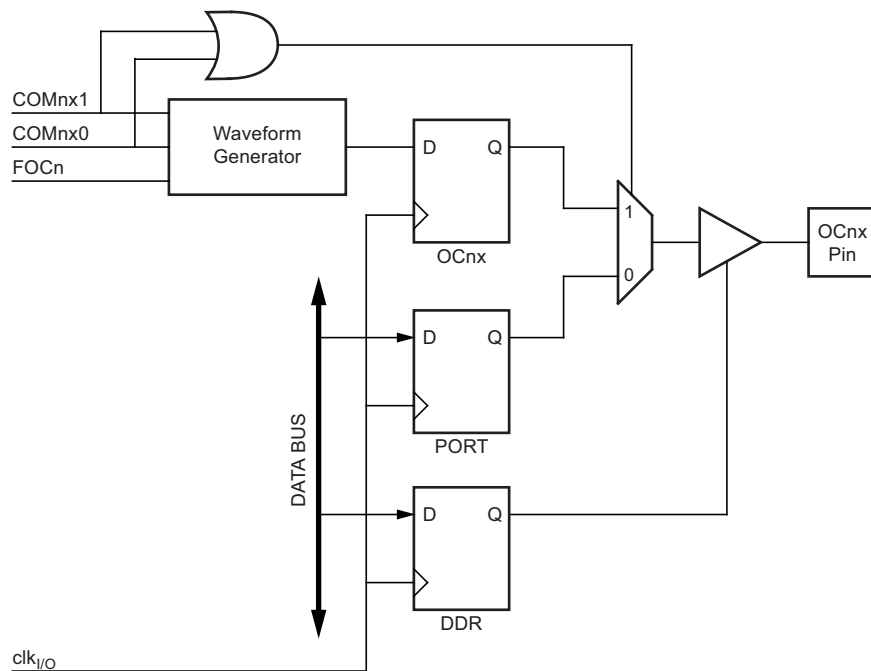 COMnx1
COMnx0
FOCn
Waveform
Generator
D
Q
OCnx
1
0
OCnx
Pin
D
Q
PORT
DATA BUS
D
Q
DDR
clkI/O